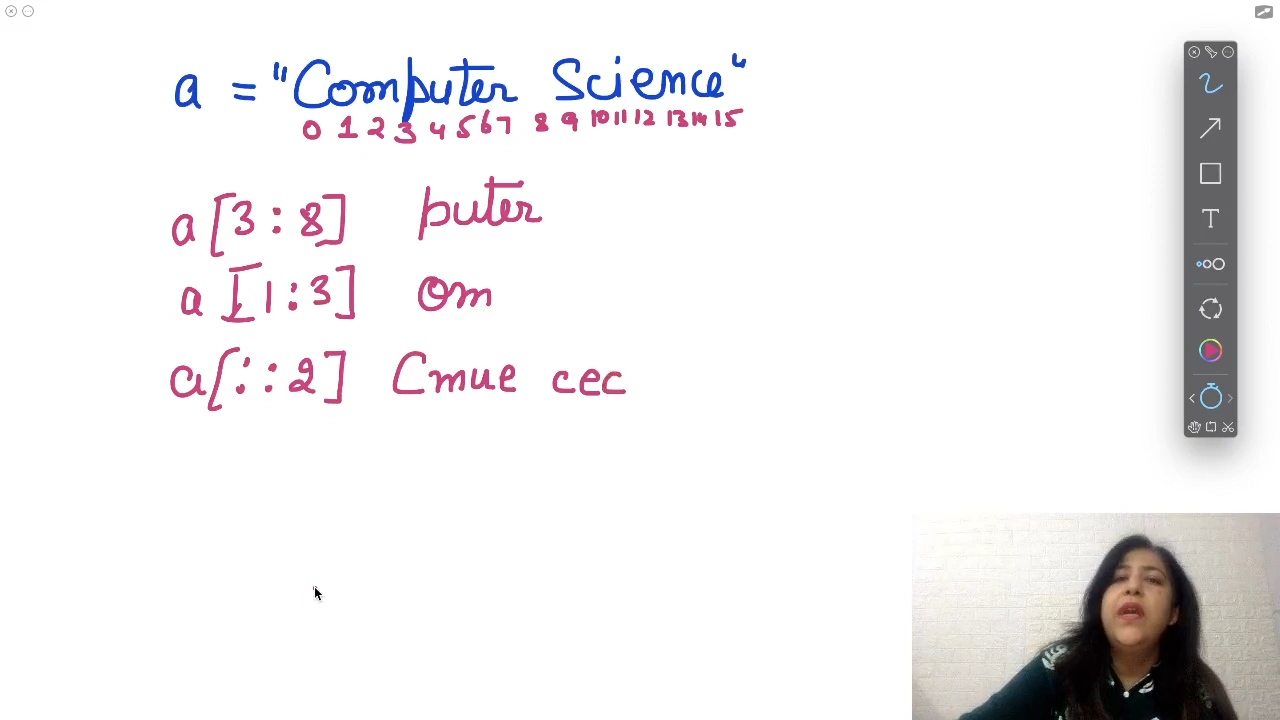 a = "Computer Science"
0 1 2 3 4 5 6 7 8 9 10 11 12 13 14 15
a[3:8] puter
a[1:3] om
a[::2] Cmue cec
T